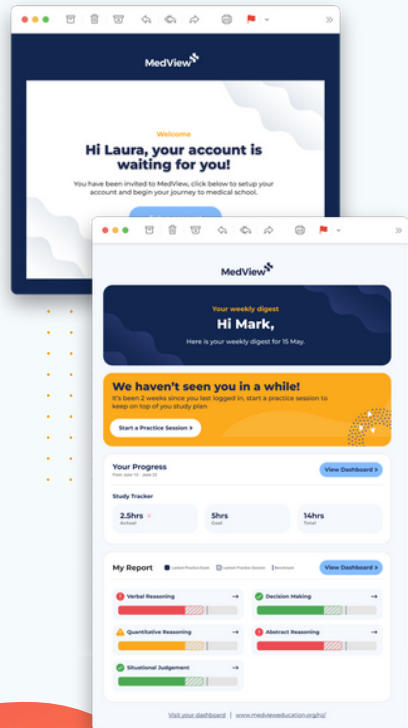 MedView
Welcome
Hi Laura, your account is
waiting for you!
You have been invited to MedView, click below to setup your
account and begin your journey to medical school.
MedView
Your weekly digest
Hi Mark,
Here is your weekly digest for 15 May.
We haven't seen you in a while!
It's been 2 weeks since you last logged in, start a practice session to
keep on top of you study plan
Start a Practice Session >
Your Progress
View Dashboard >
Study Tracker
2.5hrs
Actual
5hrs
Goal
14hrs
Total
My Report
Benchmark
View Dashboard >
Verbal Reasoning
Decision Making
Quantitative Reasoning
Abstract Reasoning
Situational Judgement
Visit your dashboard | www.medvieweducation.org/nz/